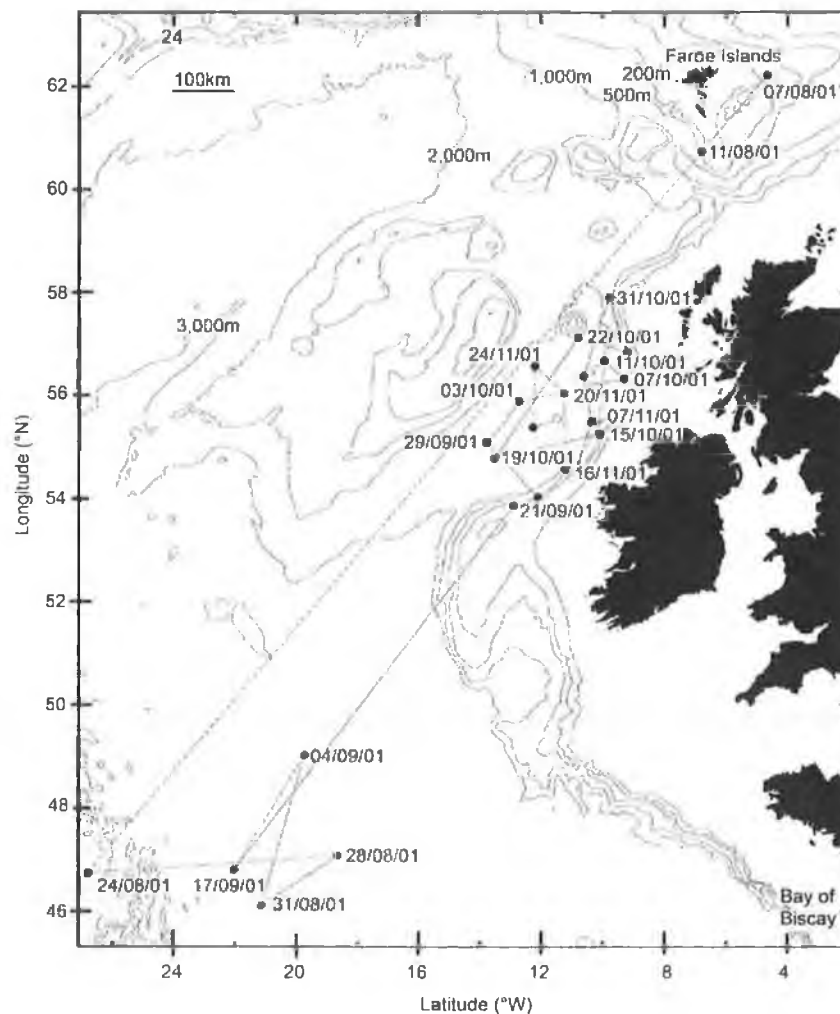 24
62
100km
Faroe Islands
1,000m
200m
500m
07/08/01
11/08/01
2,000m
60
58
3,000m
31/10/01
22/10/01
24/11/01
11/10/01
07/10/01
03/10/01
20/11/01
56
07/11/01
15/10/01
29/09/01
19/10/01
16/11/01
54
21/09/01
Longitude (°N)
52
50
04/09/01
48
28/08/01
24/08/01
17/09/01
31/08/01
46
Bay of
Biscay
24 20 16 12 8 4
Latitude (°W)